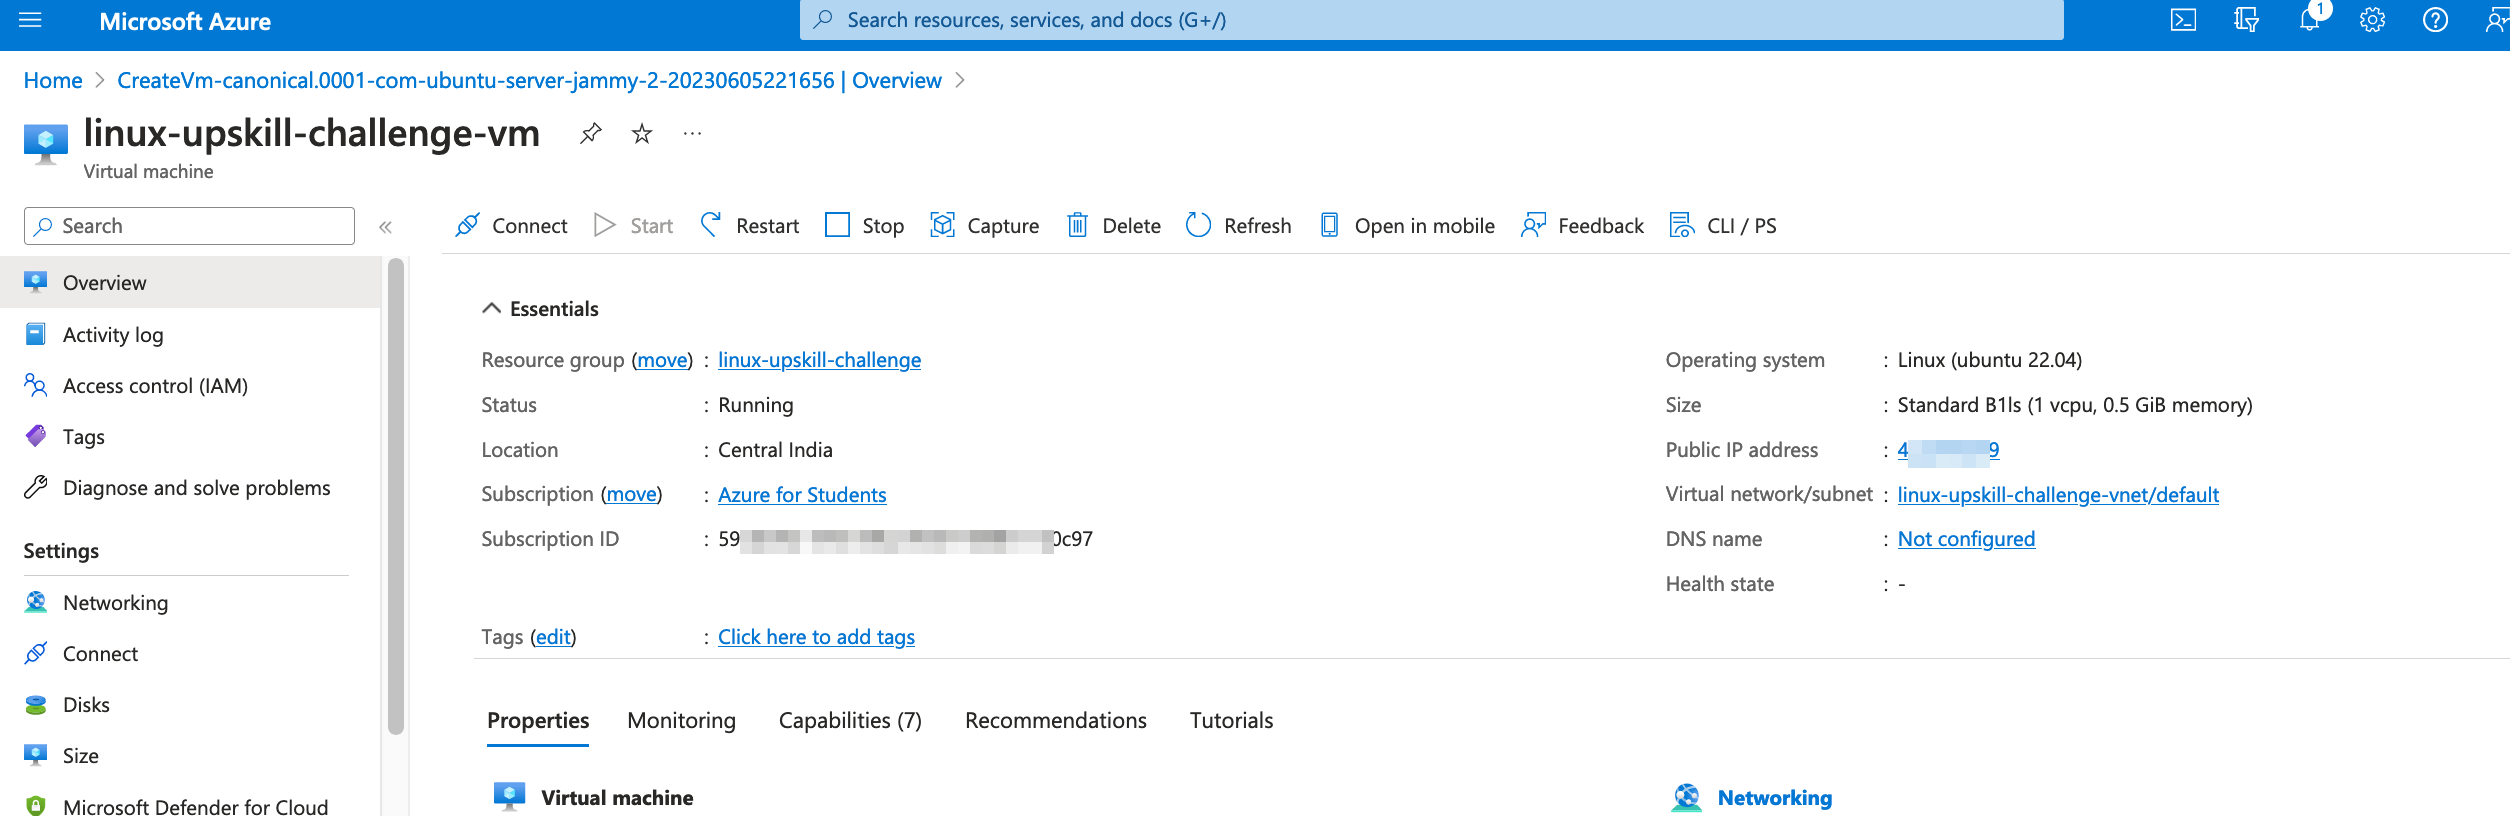 Microsoft Azure
Search resources, services, and docs (G+/)
1
Home > CreateVm-canonical.0001-com-ubuntu-server-jammy-2-20230605221656 | Overview >
linux-upskill-challenge-vm
Virtual machine
Search
«
Connect Start Restart Stop Capture Delete Refresh Open in mobile Feedback CLI / PS
Overview
Activity log
Access control (IAM)
Tags
Diagnose and solve problems
Settings
Networking
Connect
Disks
Size
Microsoft Defender for Cloud
Essentials
Resource group (move) : linux-upskill-challenge
Status : Running
Location : Central India
Subscription (move) : Azure for Students
Subscription ID : 59 0c97
Tags (edit) : Click here to add tags
Operating system : Linux (ubuntu 22.04)
Size : Standard B1ls (1 vcpu, 0.5 GiB memory)
Public IP address : 4 9
Virtual network/subnet : linux-upskill-challenge-vnet/default
DNS name : Not configured
Health state : -
Properties Monitoring Capabilities (7) Recommendations Tutorials
Virtual machine
Networking